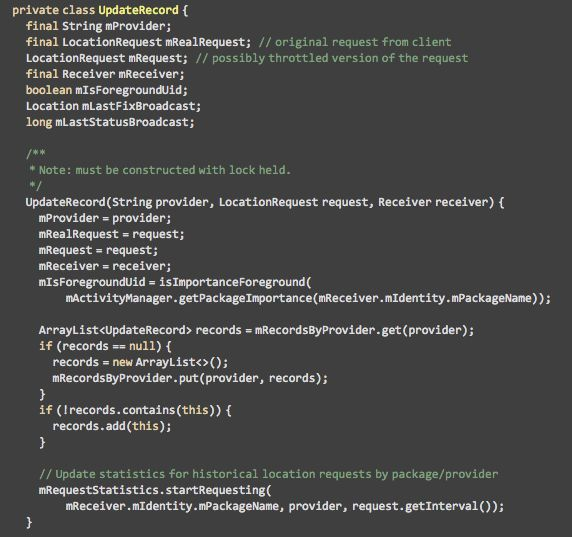 private class UpdateRecord {
final String mProvider;
final LocationRequest mRealRequest; // original request from client
LocationRequest mRequest; // possibly throttled version of the request
final Receiver mReceiver;
boolean mIsForegroundUid;
Location mLastFixBroadcast;
long mLastStatusBroadcast;
/**
* Note: must be constructed with lock held.
*/
UpdateRecord(String provider, LocationRequest request, Receiver receiver) {
mProvider = provider;
mRealRequest = request;
mRequest = request;
mReceiver = receiver;
mIsForegroundUid = isImportanceForeground(
mActivityManager.getPackageImportance(mReceiver.mIdentity.mPackageName));
ArrayList<UpdateRecord> records = mRecordsByProvider.get(provider);
if (records == null) {
records = new ArrayList<>();
mRecordsByProvider.put(provider, records);
}
if (!records.contains(this)) {
records.add(this);
}
// Update statistics for historical location requests by package/provider
mRequestStatistics.startRequesting(
mReceiver.mIdentity.mPackageName, provider, request.getInterval());
}